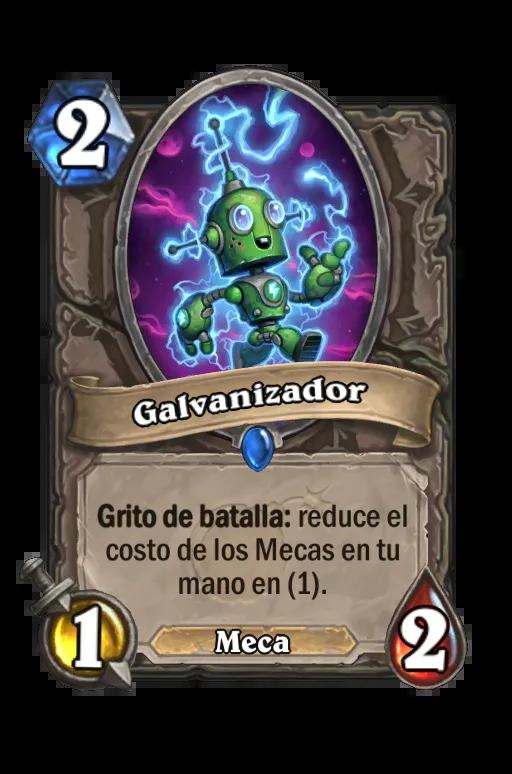 2
Galvanizador
Grito de batalla: reduce el
costo de los Mecas en tu
mano en (1).
1
Meca
2